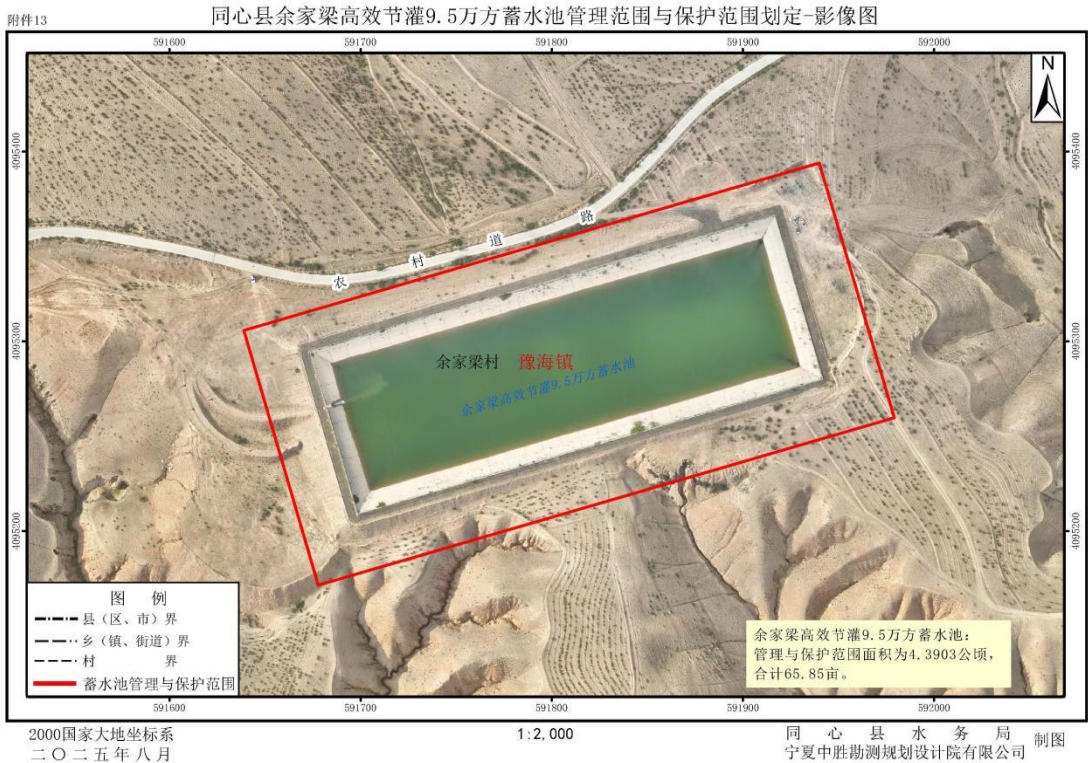 附件13
同心县余家梁高效节灌9.5万方蓄水池管理范围与保护范围划定-影像图
591600 591700 591800 591900 592000
4095400 4095400
4095300 4095300
4095200 4095200
N
农村道路
余家梁村 豫海镇
余家梁高效节灌9.5万方蓄水池
图 例
县（区、市）界
乡（镇、街道）界
村 界
蓄水池管理与保护范围
余家梁高效节灌9.5万方蓄水池：
管理与保护范围面积为4.3903公顷，
合计65.85亩。
591600 591700 591800 591900 592000
2000国家大地坐标系
二〇二五年八月
1:2,000
同心县水务局
宁夏中胜勘测规划设计院有限公司 制图